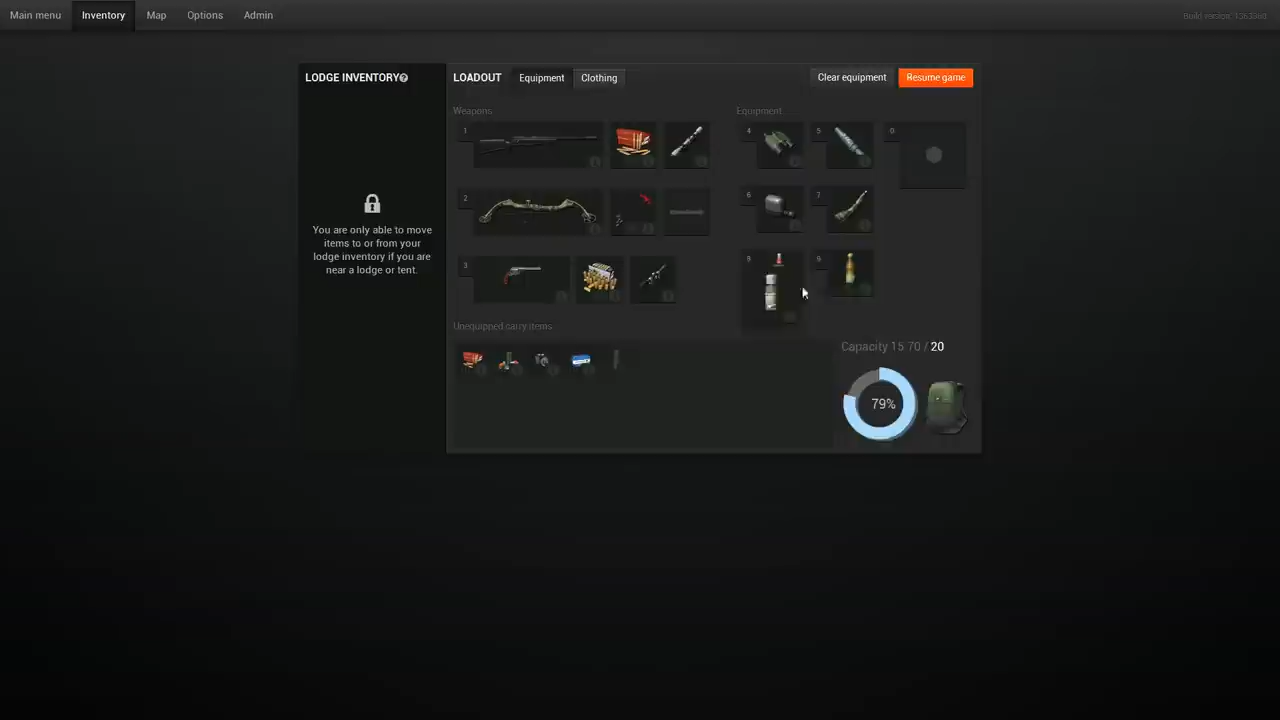 Main menu
Inventory
Map
Options
Admin
LODGE INVENTORY?
You are only able to move
items to or from your
lodge inventory if you are
near a lodge or tent.
LOADOUT
Equipment
Clothing
Clear equipment
Resume game
Weapons
1
2
3
Equipment
4
5
0
6
7
8
9
Unequipped carry items
Capacity 15.70 / 20
79%